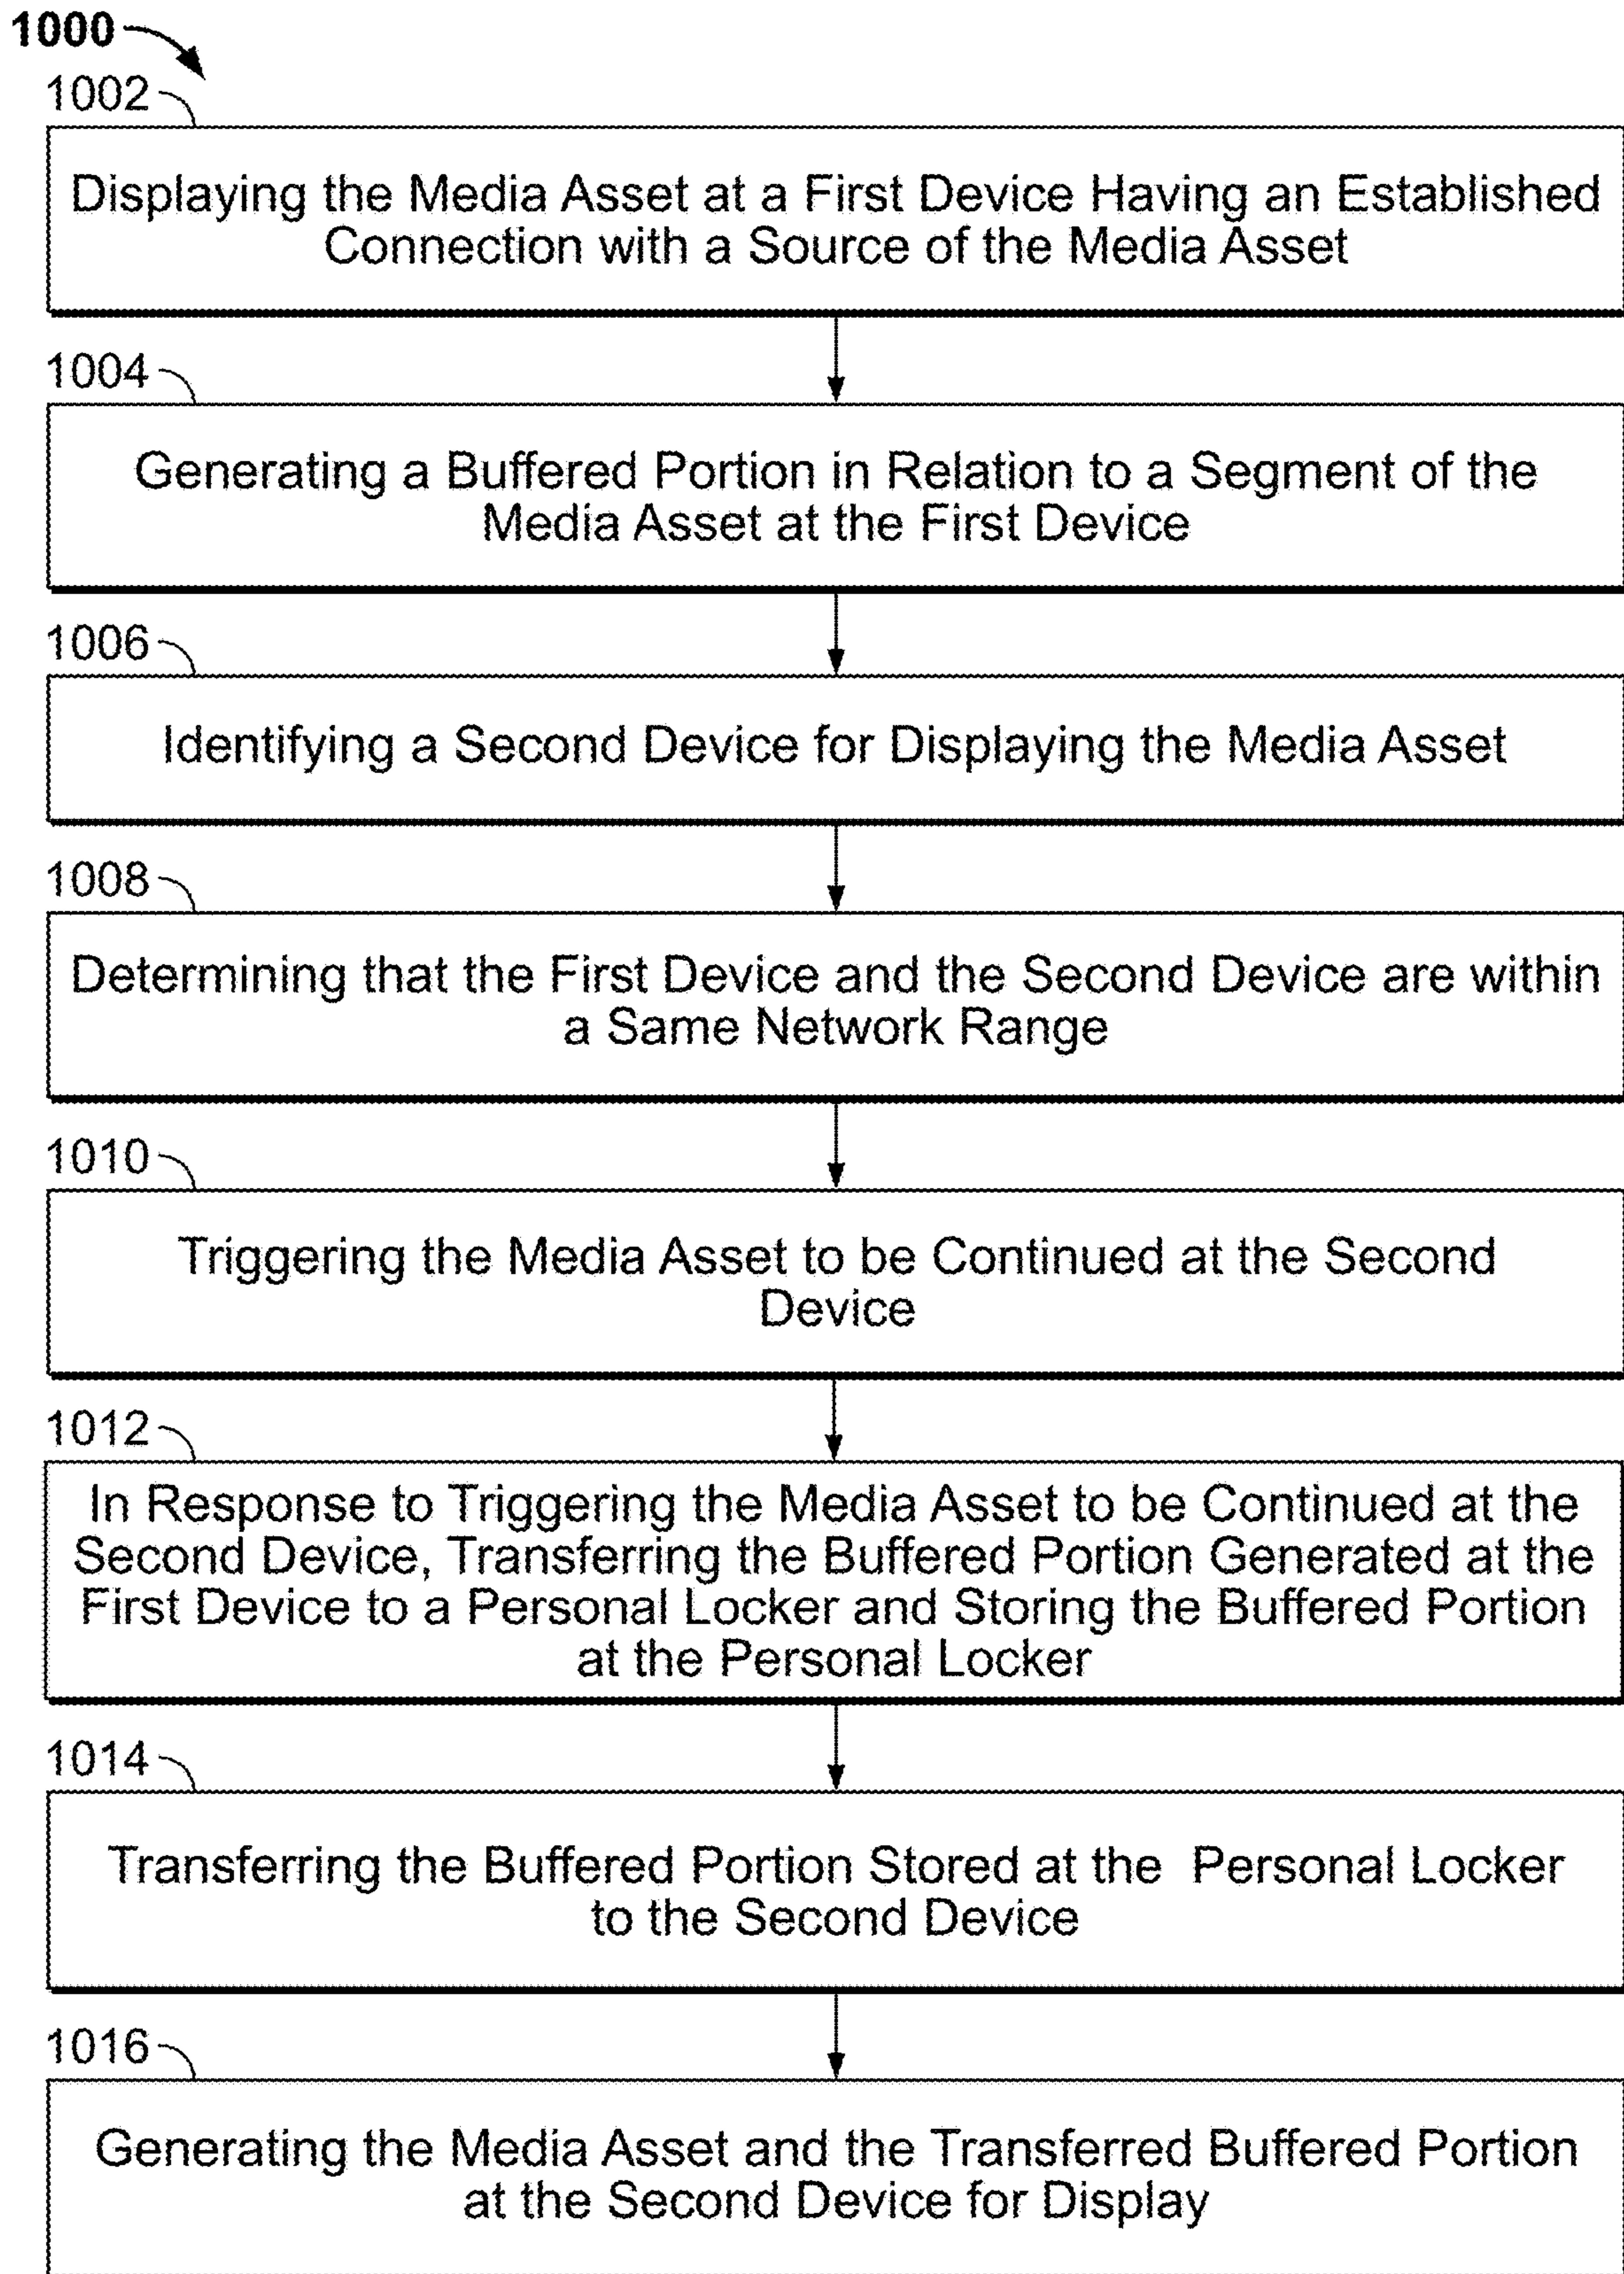 1000
1002
Displaying the Media Asset at a First Device Having an Established
Connection with a Source of the Media Asset
1004
Generating a Buffered Portion in Relation to a Segment of the
Media Asset at the First Device
1006
Identifying a Second Device for Displaying the Media Asset
1008
Determining that the First Device and the Second Device are within
a Same Network Range
1010
Triggering the Media Asset to be Continued at the Second
Device
1012
In Response to Triggering the Media Asset to be Continued at the
Second Device, Transferring the Buffered Portion Generated at the
First Device to a Personal Locker and Storing the Buffered Portion
at the Personal Locker
1014
Transferring the Buffered Portion Stored at the Personal Locker
to the Second Device
1016
Generating the Media Asset and the Transferred Buffered Portion
at the Second Device for Display